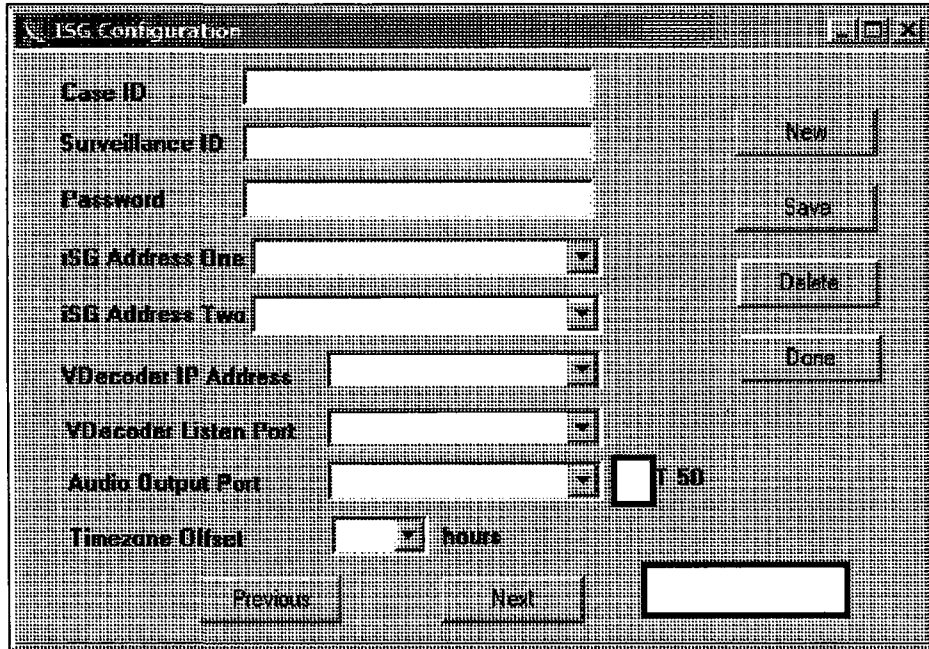 ISG Configuration
Case ID
New
Surveillance ID
Password
Save
iSG Address One
Delete
iSG Address Two
Done
VDecoder IP Address
VDecoder Listen Port
Audio Output Port
T 50
Timezone Offset
hours
Previous
Next